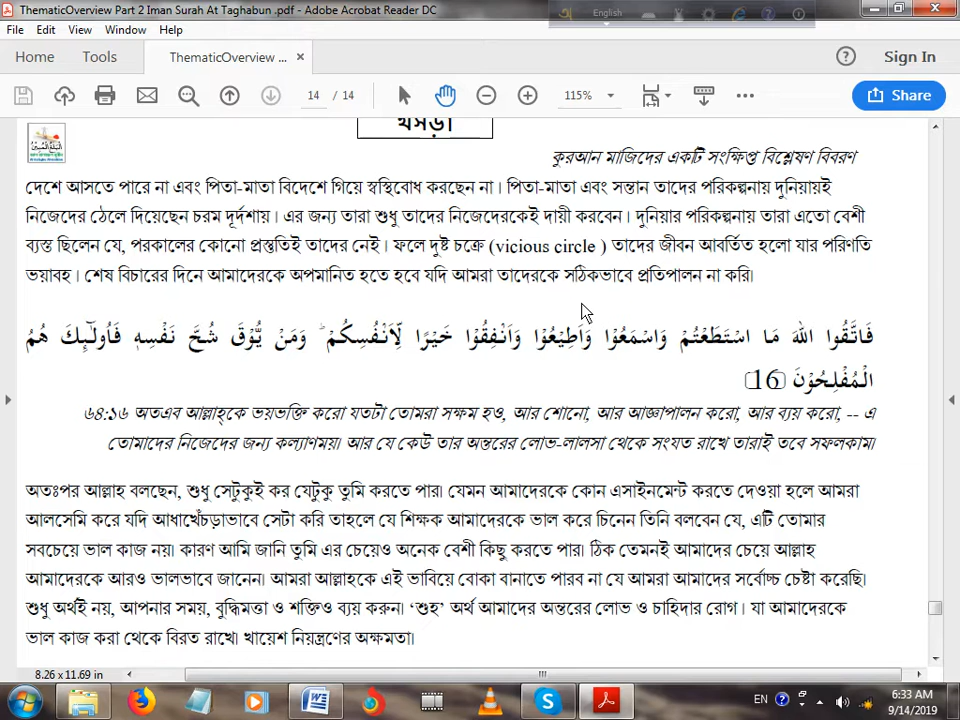 ThematicOverview Part 2 Iman Surah At Taghabun .pdf - Adobe Acrobat Reader DC
English
File Edit View Window Help
Home Tools ThematicOverview ... × Sign In
14 / 14 115% Share
খসড়া
কুরআন মাজিদের একটি সংক্ষিপ্ত বিশ্লেষণ বিবরণ
দেশে আসতে পারে না এবং পিতা-মাতা বিদেশে গিয়ে স্বস্থিবোধ করছেন না। পিতা-মাতা এবং সন্তান তাদের পরিকল্পনায় দুনিয়ায়ই
নিজেদের ঠেলে দিয়েছেন চরম দূর্দশায়। এর জন্য তারা শুধু তাদের নিজেদেরকেই দায়ী করবেন। দুনিয়ার পরিকল্পনায় তারা এতো বেশী
ব্যস্ত ছিলেন যে, পরকালের কোনো প্রস্তুতিই তাদের নেই। ফলে দুষ্ট চক্রে (vicious circle ) তাদের জীবন আবর্তিত হলো যার পরিণতি
ভয়াবহ। শেষ বিচারের দিনে আমাদেরকে অপমানিত হতে হবে যদি আমরা তাদেরকে সঠিকভাবে প্রতিপালন না করি।
فَاتَّقُوا اللّٰهَ مَا اسْتَطَعْتُمْ وَاسْمَعُوْا وَاَطِيْعُوْا وَاَنْفِقُوْا خَيْرًا لِّاَنْفُسِكُمْ ؕ وَمَنْ يُّوْقَ شُحَّ نَفْسِهٖ فَاُولٰٓئِكَ هُمُ
الْمُفْلِحُوْنَ 16
৬৪:১৬ অতএব আল্লাহ্‌কে ভয়ভক্তি করো যতটা তোমরা সক্ষম হও, আর শোনো, আর আজ্ঞাপালন করো, আর ব্যয় করো, -- এ
তোমাদের নিজেদের জন্য কল্যাণময়। আর যে কেউ তার অন্তরের লোভ-লালসা থেকে সংযত রাখে তারাই তবে সফলকাম।
অতঃপর আল্লাহ বলছেন, শুধু সেটুকুই কর যেটুকু তুমি করতে পার। যেমন আমাদেরকে কোন এসাইনমেন্ট করতে দেওয়া হলে আমরা
আলসেমি করে যদি আধাখেঁচড়াভাবে সেটা করি তাহলে যে শিক্ষক আমাদেরকে ভাল করে চিনেন তিনি বলবেন যে, এটি তোমার
সবচেয়ে ভাল কাজ নয়। কারণ আমি জানি তুমি এর চেয়েও অনেক বেশী কিছু করতে পার। ঠিক তেমনই আমাদের চেয়ে আল্লাহ
আমাদেরকে আরও ভালভাবে জানেন। আমরা আল্লাহকে এই ভাবিয়ে বোকা বানাতে পারব না যে আমরা আমাদের সর্বোচ্চ চেষ্টা করেছি।
শুধু অর্থই নয়, আপনার সময়, বুদ্ধিমত্তা ও শক্তিও ব্যয় করুন। ‘শুহ’ অর্থ আমাদের অন্তরের লোভ ও চাহিদার রোগ। যা আমাদেরকে
ভাল কাজ করা থেকে বিরত রাখে। খায়েশ নিয়ন্ত্রণের অক্ষমতা।
8.26 x 11.69 in
EN 6:33 AM
9/14/2019